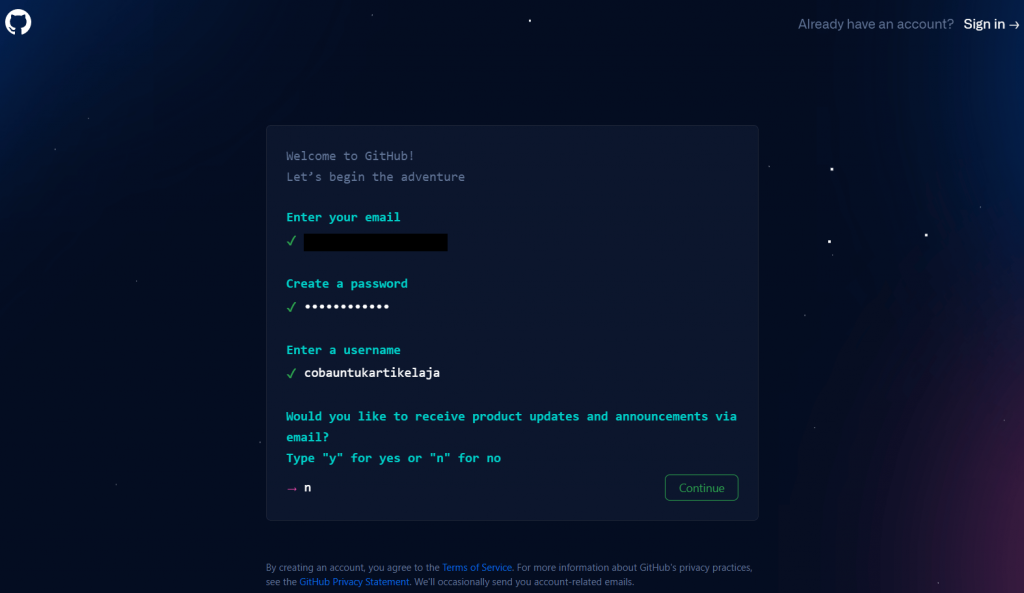 Already have an account? Sign in →
Welcome to GitHub!
Let’s begin the adventure
Enter your email
✓
Create a password
✓ ••••••••••••
Enter a username
✓ cobauntukartikelaja
Would you like to receive product updates and announcements via
email?
Type "y" for yes or "n" for no
→ n
Continue
By creating an account, you agree to the Terms of Service. For more information about GitHub's privacy practices,
see the GitHub Privacy Statement. We'll occasionally send you account-related emails.